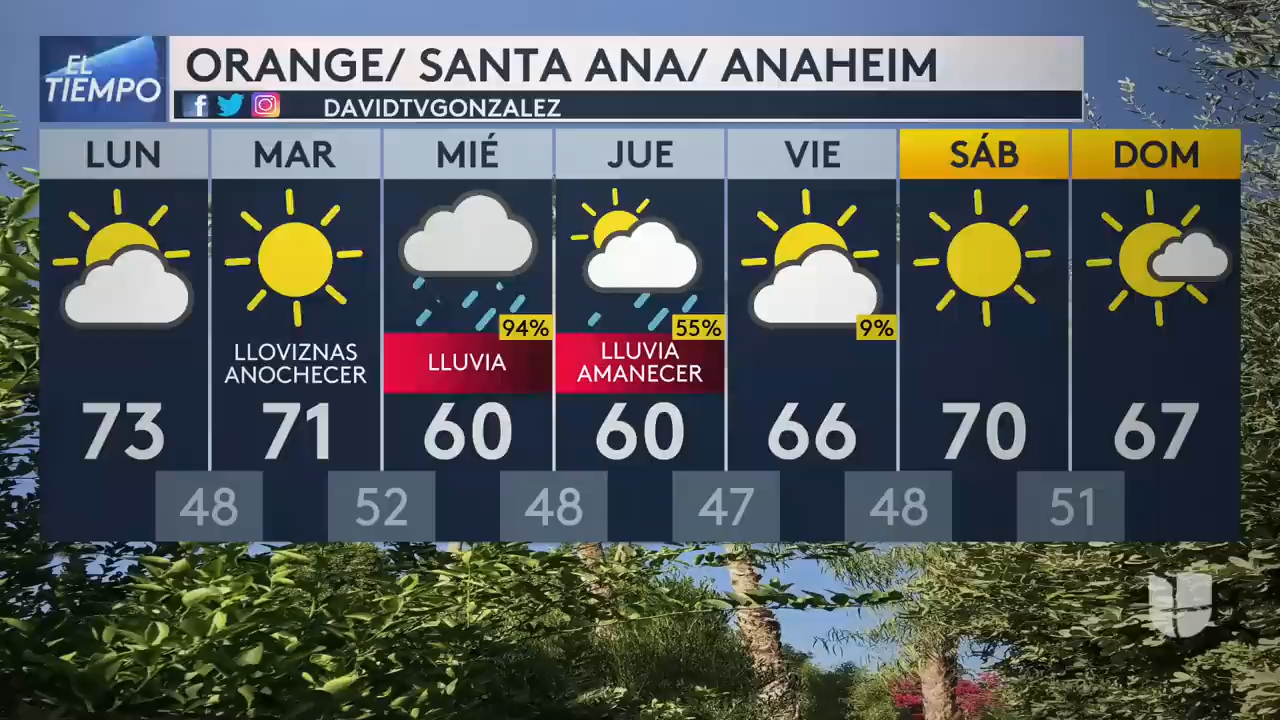 EL
TIEMPO
ORANGE/ SANTA ANA/ ANAHEIM
DAVIDTVGONZALEZ
LUN MAR MIÉ JUE VIE SÁB DOM
94% 55% 9%
LLOVIZNAS
ANOCHECER
LLUVIA
LLUVIA
AMANECER
73 71 60 60 66 70 67
48 52 48 47 48 51